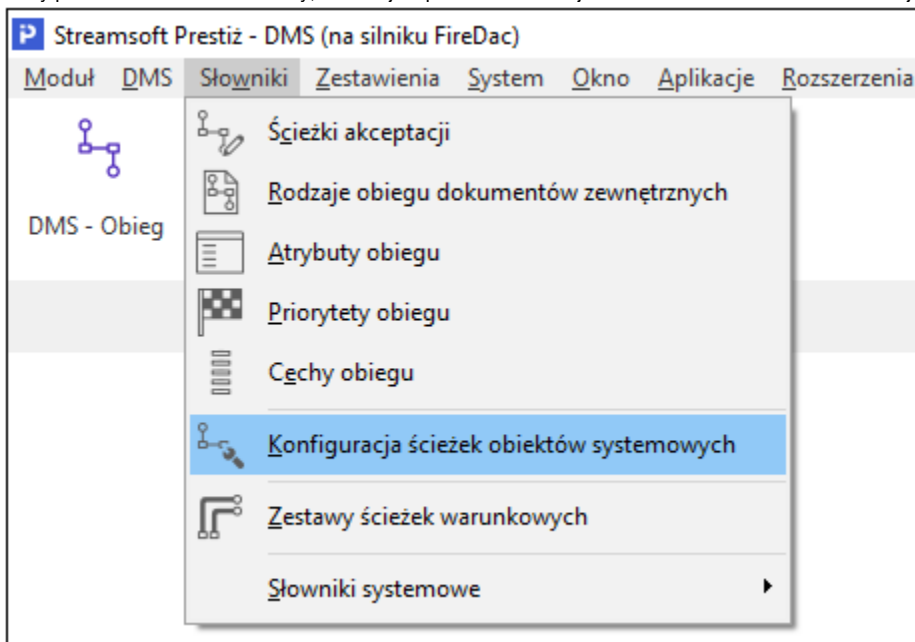 Streamsoft Prestiż - DMS (na silniku FireDac)
Moduł DMS Słowniki Zestawienia System Okno Aplikacje Rozszerzenia
Ścieżki akceptacji
Rodzaje obiegu dokumentów zewnętrznych
DMS - Obieg
Atrybuty obiegu
Priorytety obiegu
Cechy obiegu
Konfiguracja ścieżek obiektów systemowych
Zestawy ścieżek warunkowych
Słowniki systemowe